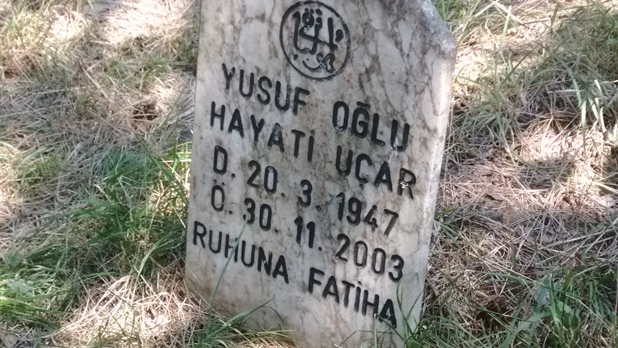 YUSUF OĞLU
HAYATİ UÇAR
D. 20. 3. 1947
Ö. 30. 11. 2003
RUHUNA FATİHA